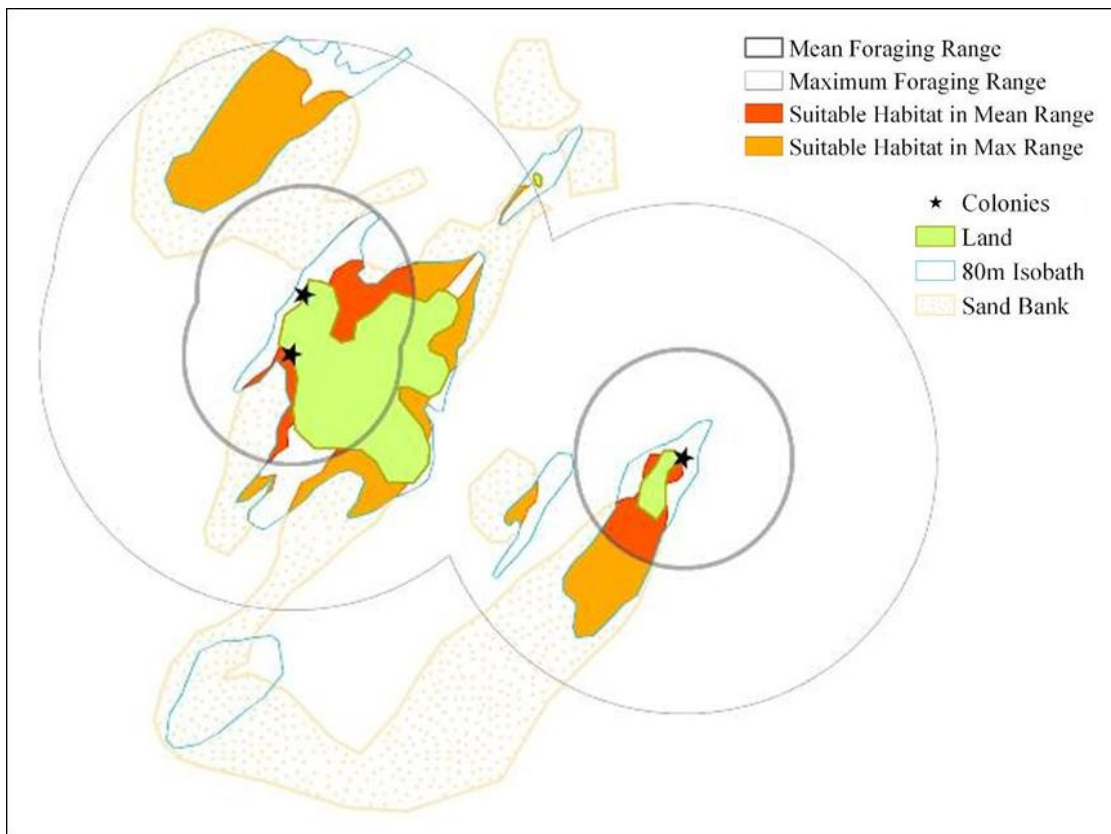 Mean Foraging Range
Maximum Foraging Range
Suitable Habitat in Mean Range
Suitable Habitat in Max Range
Colonies
Land
80m Isobath
Sand Bank